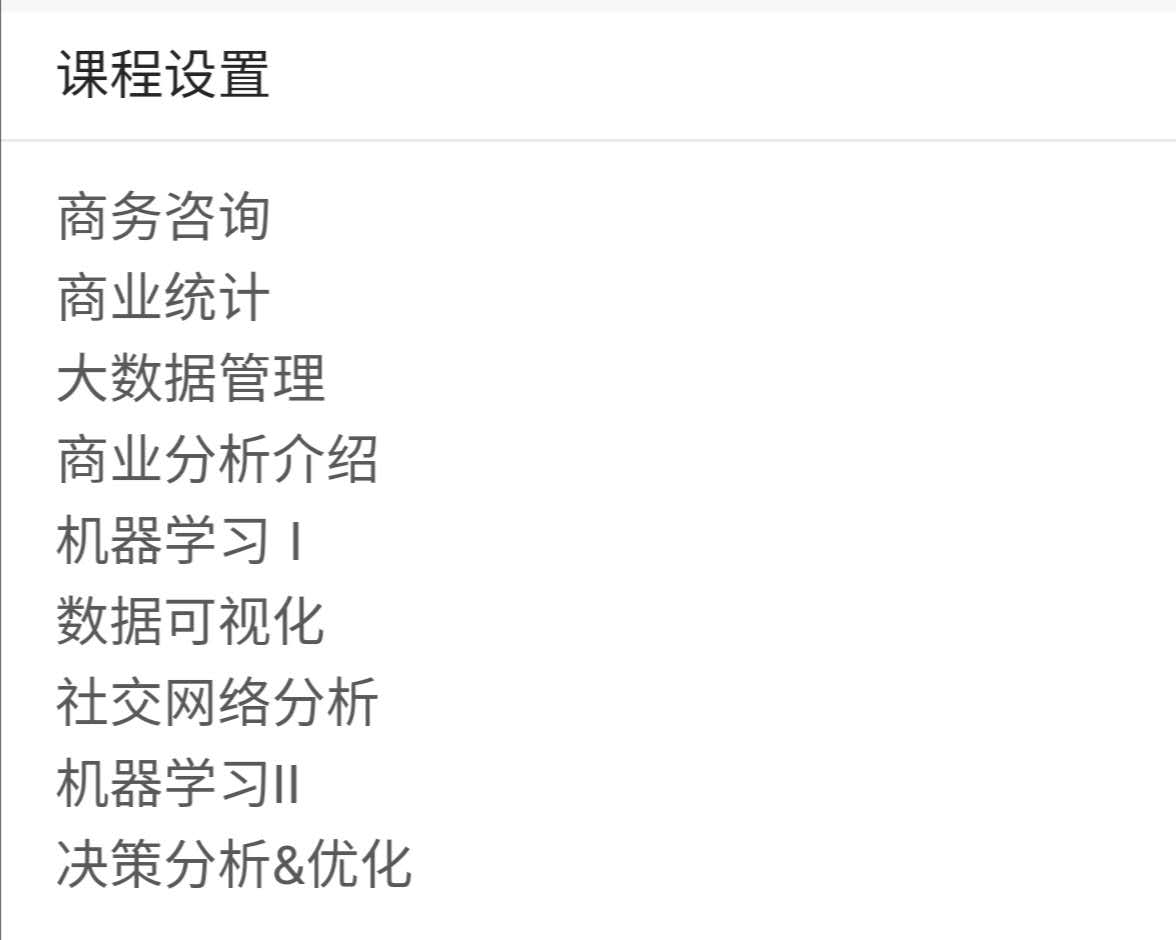 课程设置
商务咨询
商业统计
大数据管理
商业分析介绍
机器学习 I
数据可视化
社交网络分析
机器学习II
决策分析&优化